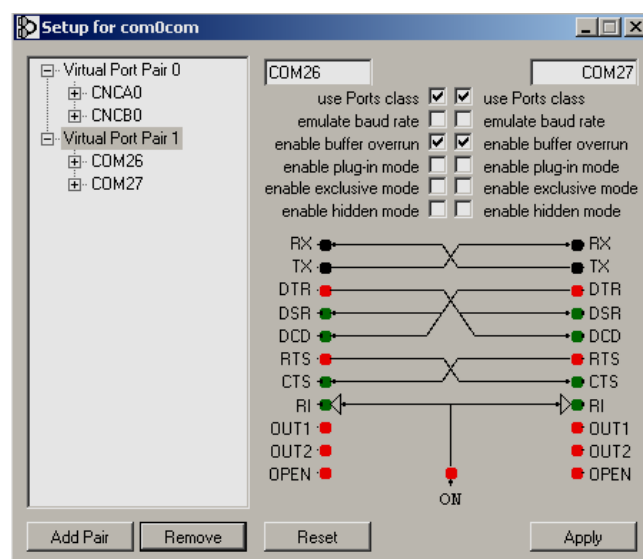 Setup for com0com
Virtual Port Pair 0
CNCA0
CNCB0
Virtual Port Pair 1
COM26
COM27
COM26 COM27
use Ports class use Ports class
emulate baud rate emulate baud rate
enable buffer overrun enable buffer overrun
enable plug-in mode enable plug-in mode
enable exclusive mode enable exclusive mode
enable hidden mode enable hidden mode
RX RX
TX TX
DTR DTR
DSR DSR
DCD DCD
RTS RTS
CTS CTS
RI RI
OUT1 OUT1
OUT2 OUT2
OPEN OPEN
ON
Add Pair Remove Reset Apply